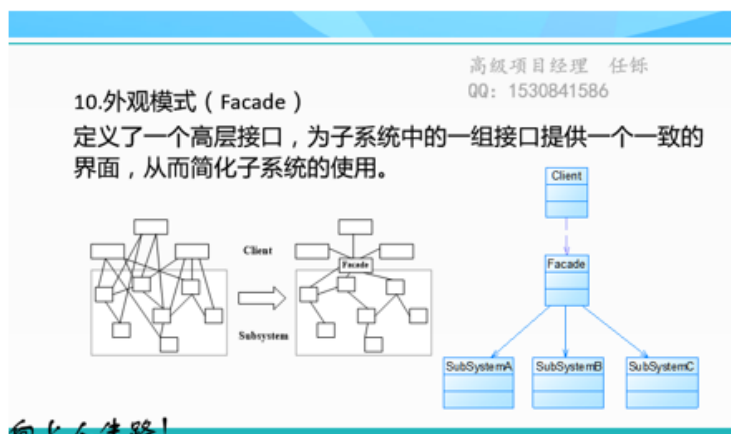 高级项目经理 任铄
QQ: 1530841586
10.外观模式（Facade）
定义了一个高层接口，为子系统中的一组接口提供一个一致的
界面，从而简化子系统的使用。
Client
Facade
SubSystemA
SubSystemB
SubSystemC
Client
Facade
Subsystem